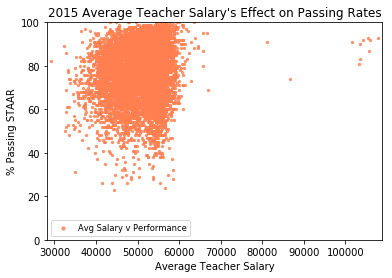 2015 Average Teacher Salary's Effect on Passing Rates
100
80
60
40
20
0
% Passing STAAR
Avg Salary v Performance
30000 40000 50000 60000 70000 80000 90000 100000
Average Teacher Salary